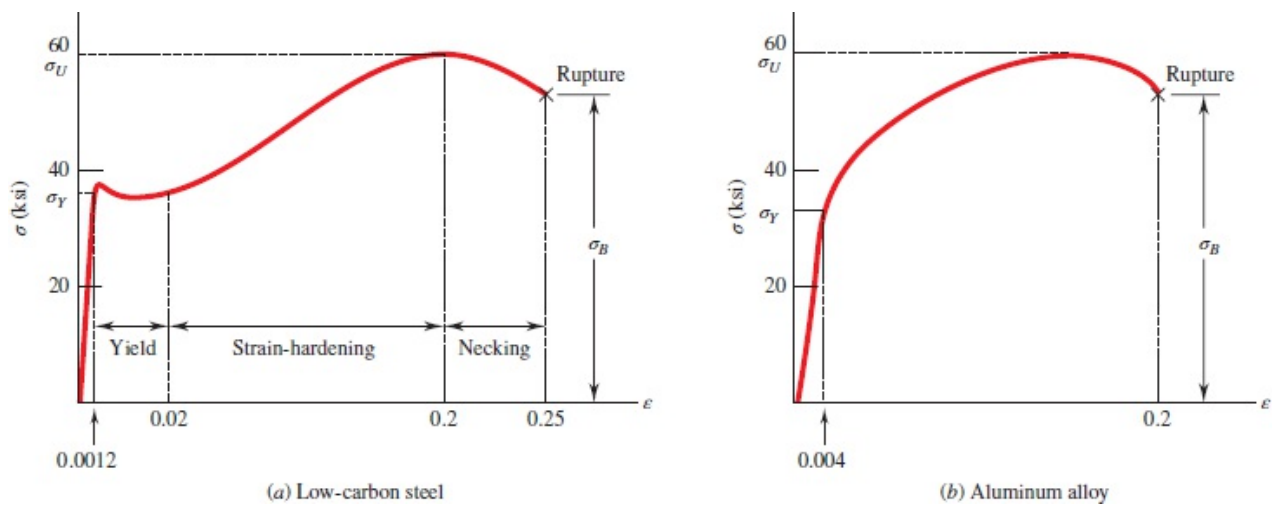 60
σU
40
σY
20
σ (ksi)
Rupture
σB
Yield
Strain-hardening
Necking
0.02
0.2
0.25
ε
0.0012
(a) Low-carbon steel
60
σU
40
σY
20
σ (ksi)
Rupture
σB
0.2
ε
0.004
(b) Aluminum alloy